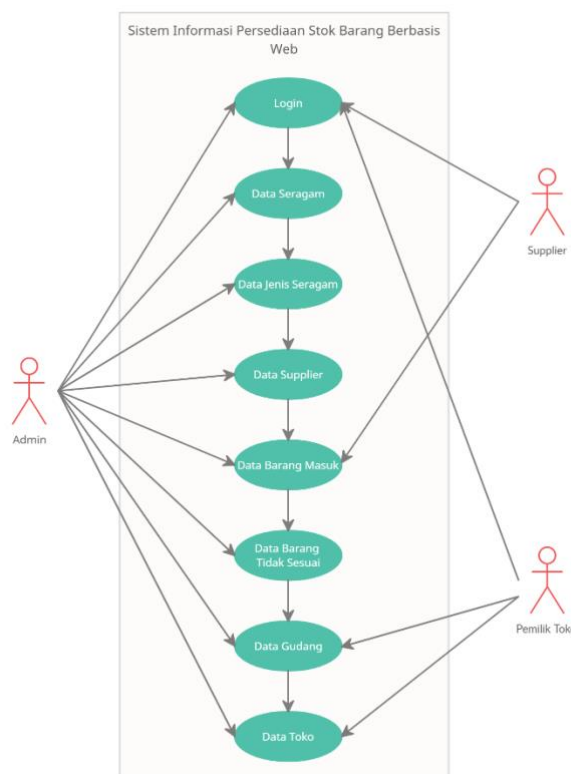 Sistem Informasi Persediaan Stok Barang Berbasis
Web
Login
Data Seragam
Supplier
Data Jenis Seragam
Data Supplier
Admin
Data Barang Masuk
Data Barang
Tidak Sesuai
Pemilik Tok
Data Gudang
Data Toko